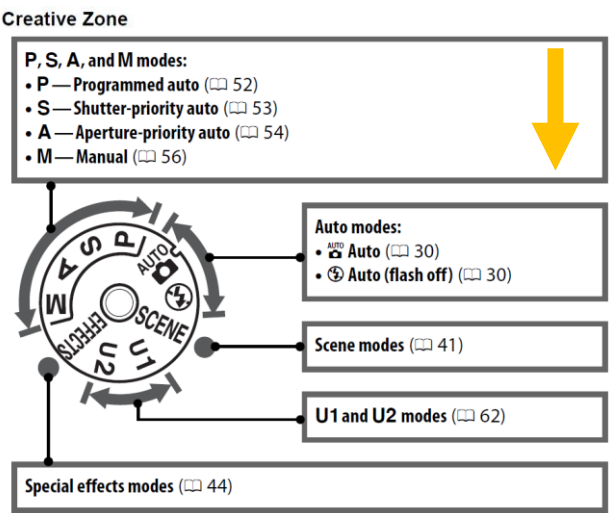 Creative Zone
P, S, A, and M modes:
• P — Programmed auto (📖 52)
• S — Shutter-priority auto (📖 53)
• A — Aperture-priority auto (📖 54)
• M — Manual (📖 56)
Auto modes:
• AUTO Auto (📖 30)
• Auto (flash off) (📖 30)
Scene modes (📖 41)
U1 and U2 modes (📖 62)
Special effects modes (📖 44)
M
A
S
P
AUTO
SCENE
U1
U2
EFFECTS